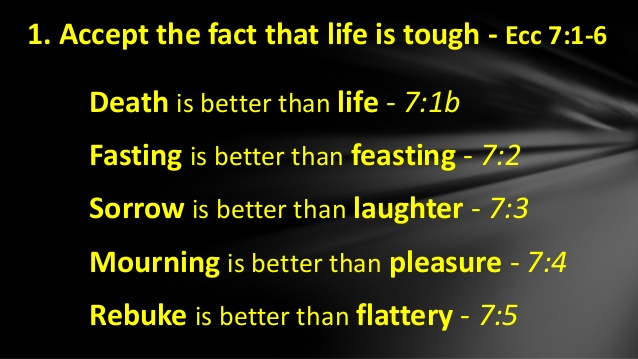 1. Accept the fact that life is tough - Ecc 7:1-6
Death is better than life - 7:1b
Fasting is better than feasting - 7:2
Sorrow is better than laughter - 7:3
Mourning is better than pleasure - 7:4
Rebuke is better than flattery - 7:5